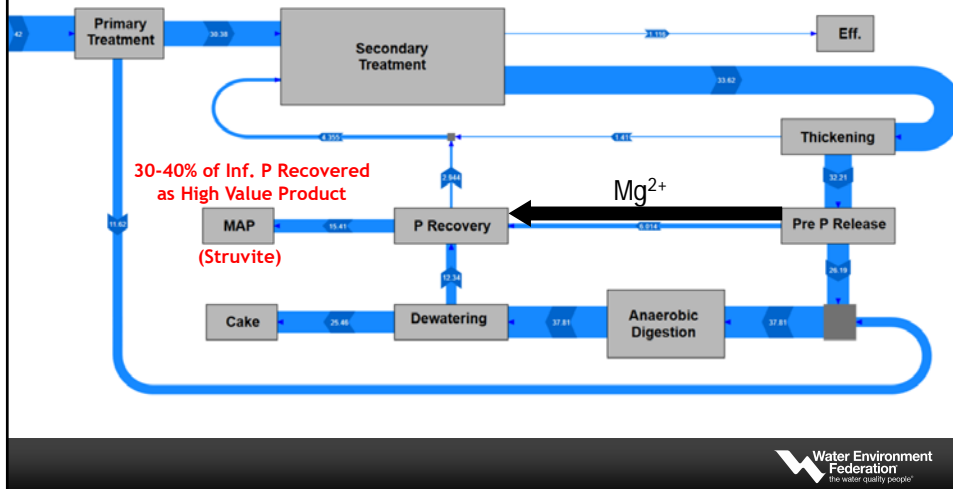 Primary
Treatment
42
30.38
Secondary
Treatment
1.116
Eff.
33.62
4.355
1.41
Thickening
30-40% of Inf. P Recovered
as High Value Product
2.944
32.21
Mg2+
11.62
MAP
15.41
P Recovery
6.014
Pre P Release
(Struvite)
12.34
26.19
Cake
25.46
Dewatering
37.81
Anaerobic
Digestion
37.81
Water Environment
Federation
the water quality people®